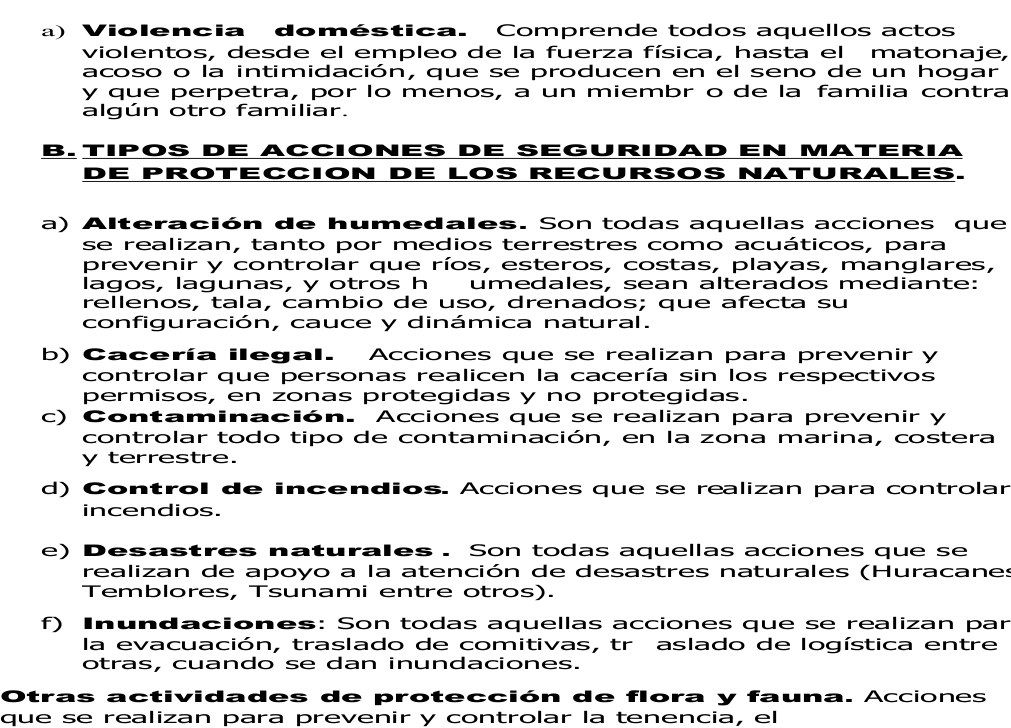 a) Violencia doméstica. Comprende todos aquellos actos
violentos, desde el empleo de la fuerza física, hasta el matonaje,
acoso o la intimidación, que se producen en el seno de un hogar
y que perpetra, por lo menos, a un miembr o de la familia contra
algún otro familiar.
B. TIPOS DE ACCIONES DE SEGURIDAD EN MATERIA
DE PROTECCION DE LOS RECURSOS NATURALES.
a) Alteración de humedales. Son todas aquellas acciones que
se realizan, tanto por medios terrestres como acuáticos, para
prevenir y controlar que ríos, esteros, costas, playas, manglares,
lagos, lagunas, y otros h umedales, sean alterados mediante:
rellenos, tala, cambio de uso, drenados; que afecta su
configuración, cauce y dinámica natural.
b) Cacería ilegal. Acciones que se realizan para prevenir y
controlar que personas realicen la cacería sin los respectivos
permisos, en zonas protegidas y no protegidas.
c) Contaminación. Acciones que se realizan para prevenir y
controlar todo tipo de contaminación, en la zona marina, costera
y terrestre.
d) Control de incendios. Acciones que se realizan para controlar
incendios.
e) Desastres naturales . Son todas aquellas acciones que se
realizan de apoyo a la atención de desastres naturales (Huracanes
Temblores, Tsunami entre otros).
f) Inundaciones: Son todas aquellas acciones que se realizan par
la evacuación, traslado de comitivas, tr aslado de logística entre
otras, cuando se dan inundaciones.
Otras actividades de protección de flora y fauna. Acciones
que se realizan para prevenir y controlar la tenencia, el